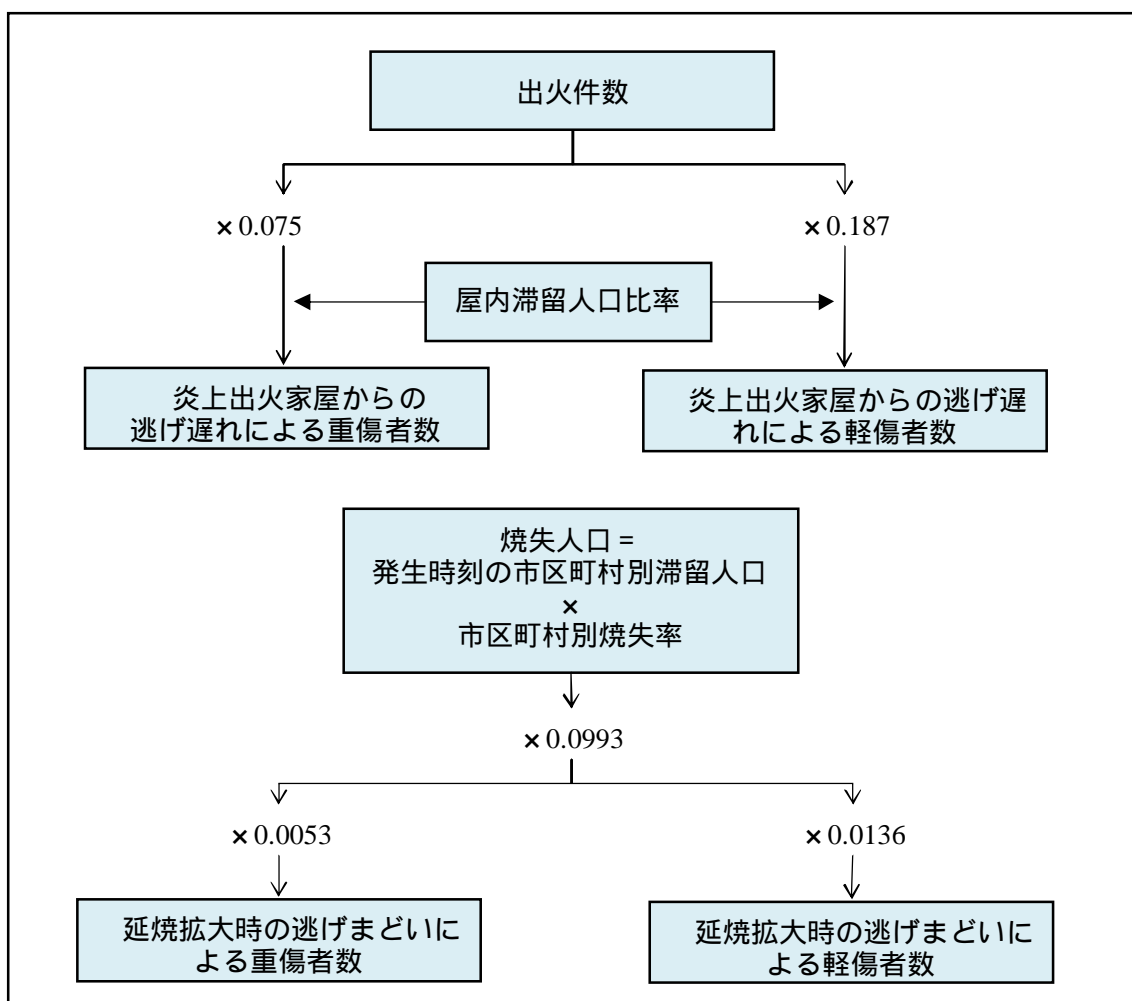 出火件数
×0.075
×0.187
屋内滞留人口比率
炎上出火家屋からの
逃げ遅れによる重傷者数
炎上出火家屋からの逃げ遅
れによる軽傷者数
焼失人口=
発生時刻の市区町村別滞留人口
×
市区町村別焼失率
×0.0993
×0.0053
×0.0136
延焼拡大時の逃げまどいに
よる重傷者数
延焼拡大時の逃げまどいに
よる軽傷者数